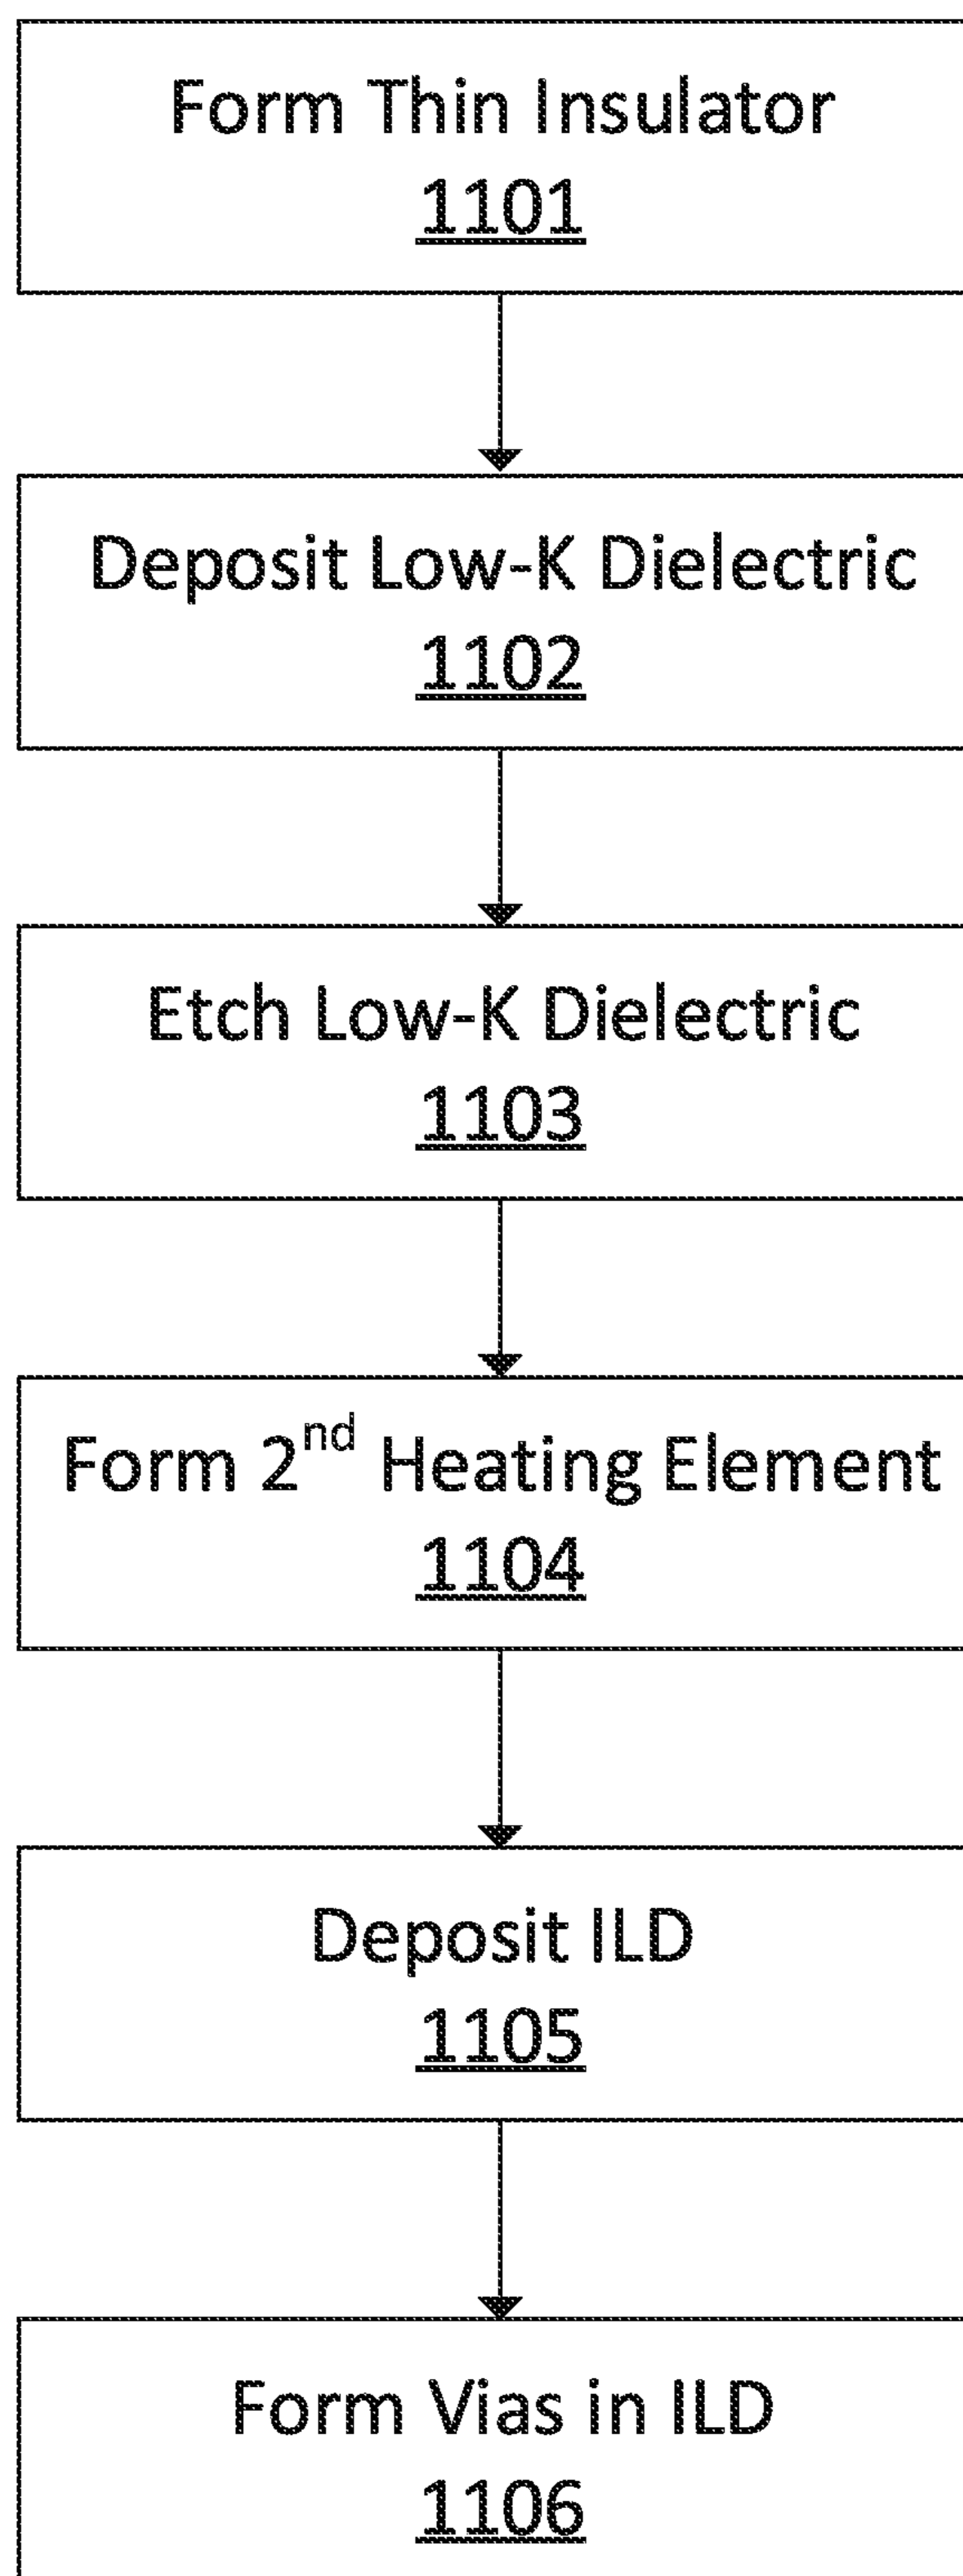 Form Thin Insulator
1101
Deposit Low-K Dielectric
1102
Etch Low-K Dielectric
1103
Form 2nd Heating Element
1104
Deposit ILD
1105
Form Vias in ILD
1106